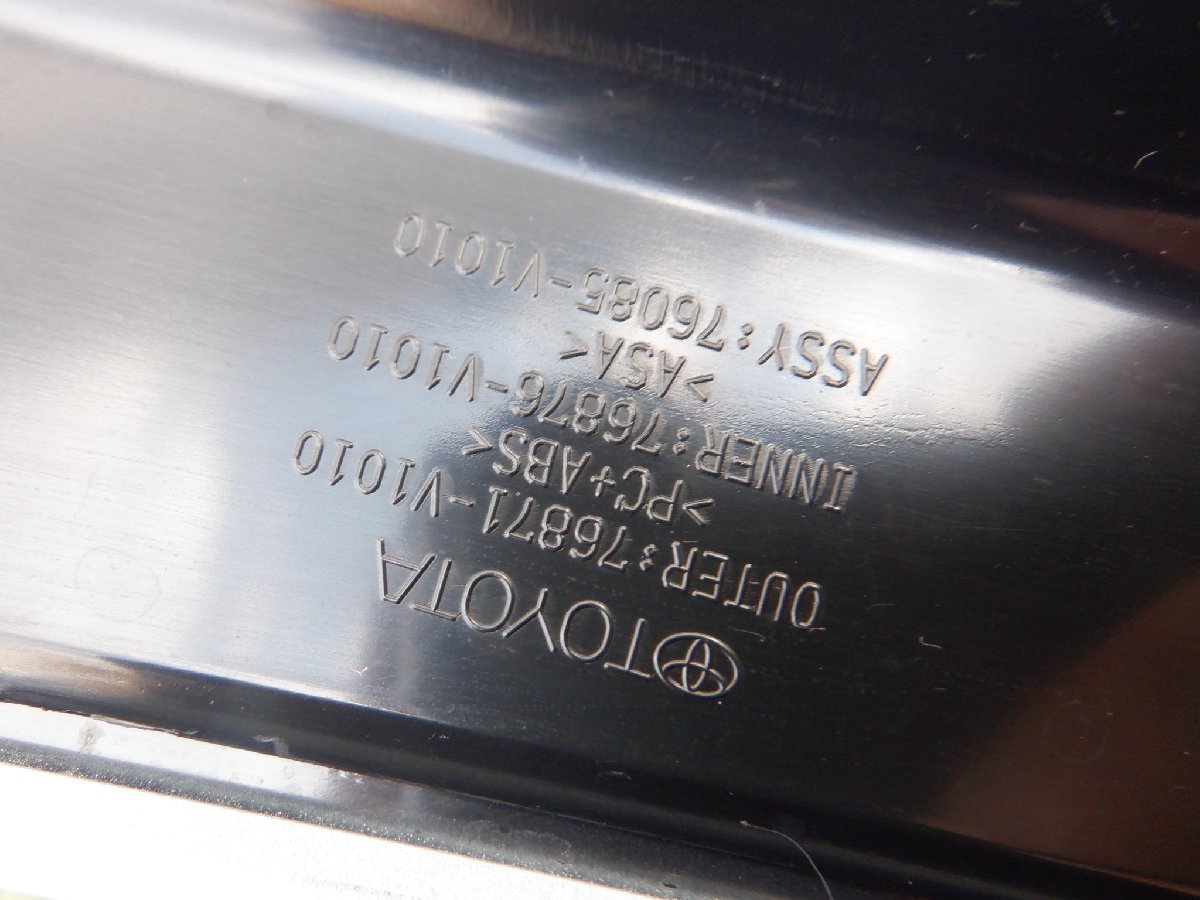 TOYOTA
OUTER:76871-V1010
>PC+ABS<
INNER:76876-V1010
>ASA<
ASSY:76085-V1010